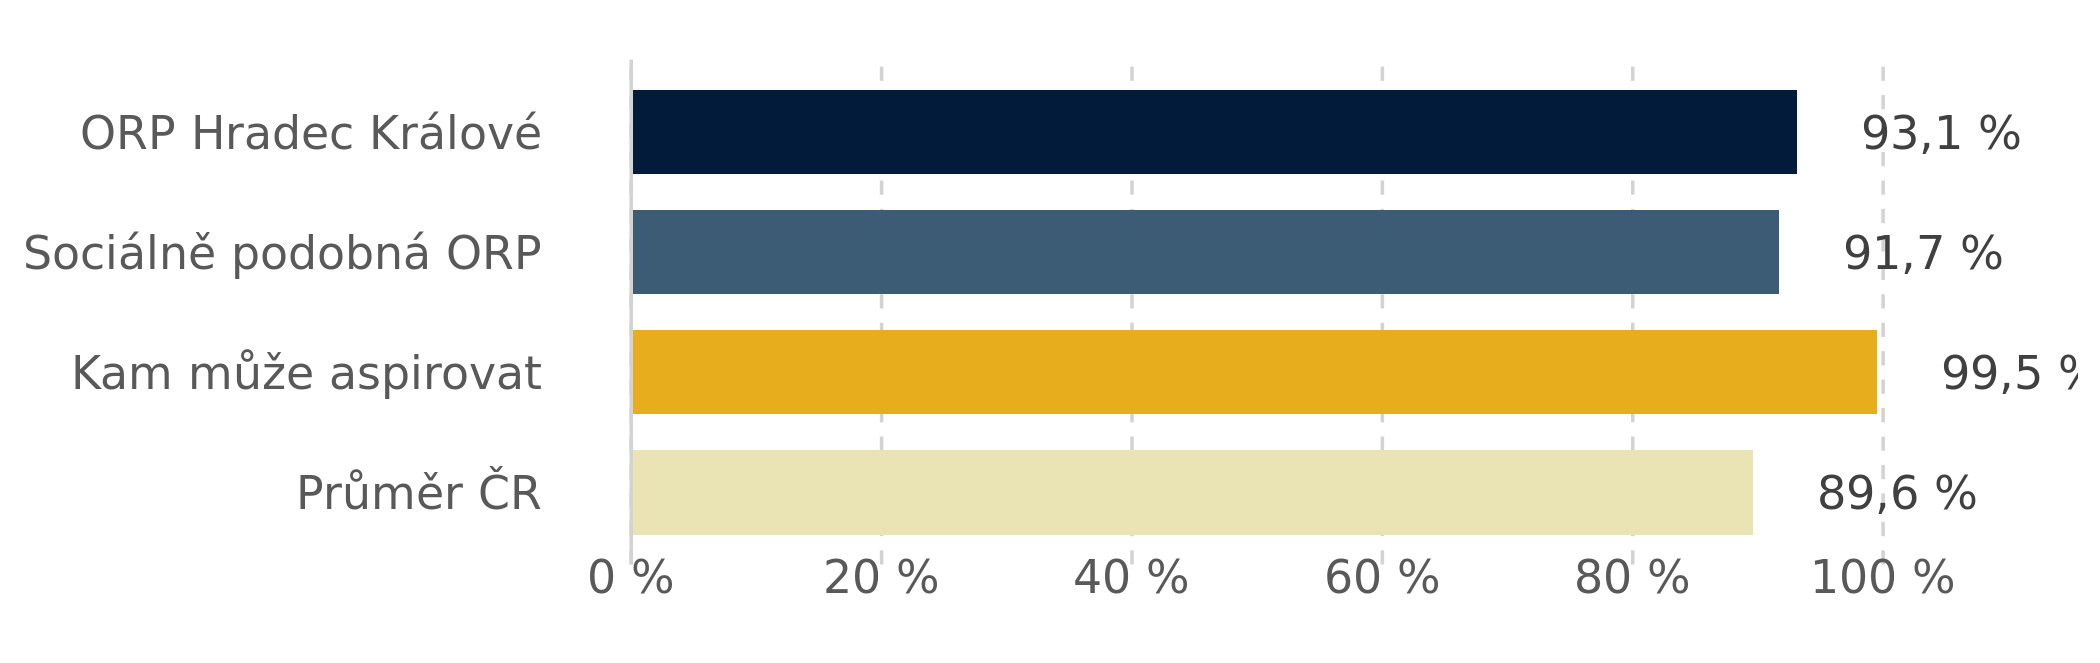 ORP Hradec Králové 93,1 %
Sociálně podobná ORP 91,7 %
Kam může aspirovat 99,5 %
Průměr ČR 89,6 %
0 % 20 % 40 % 60 % 80 % 100 %